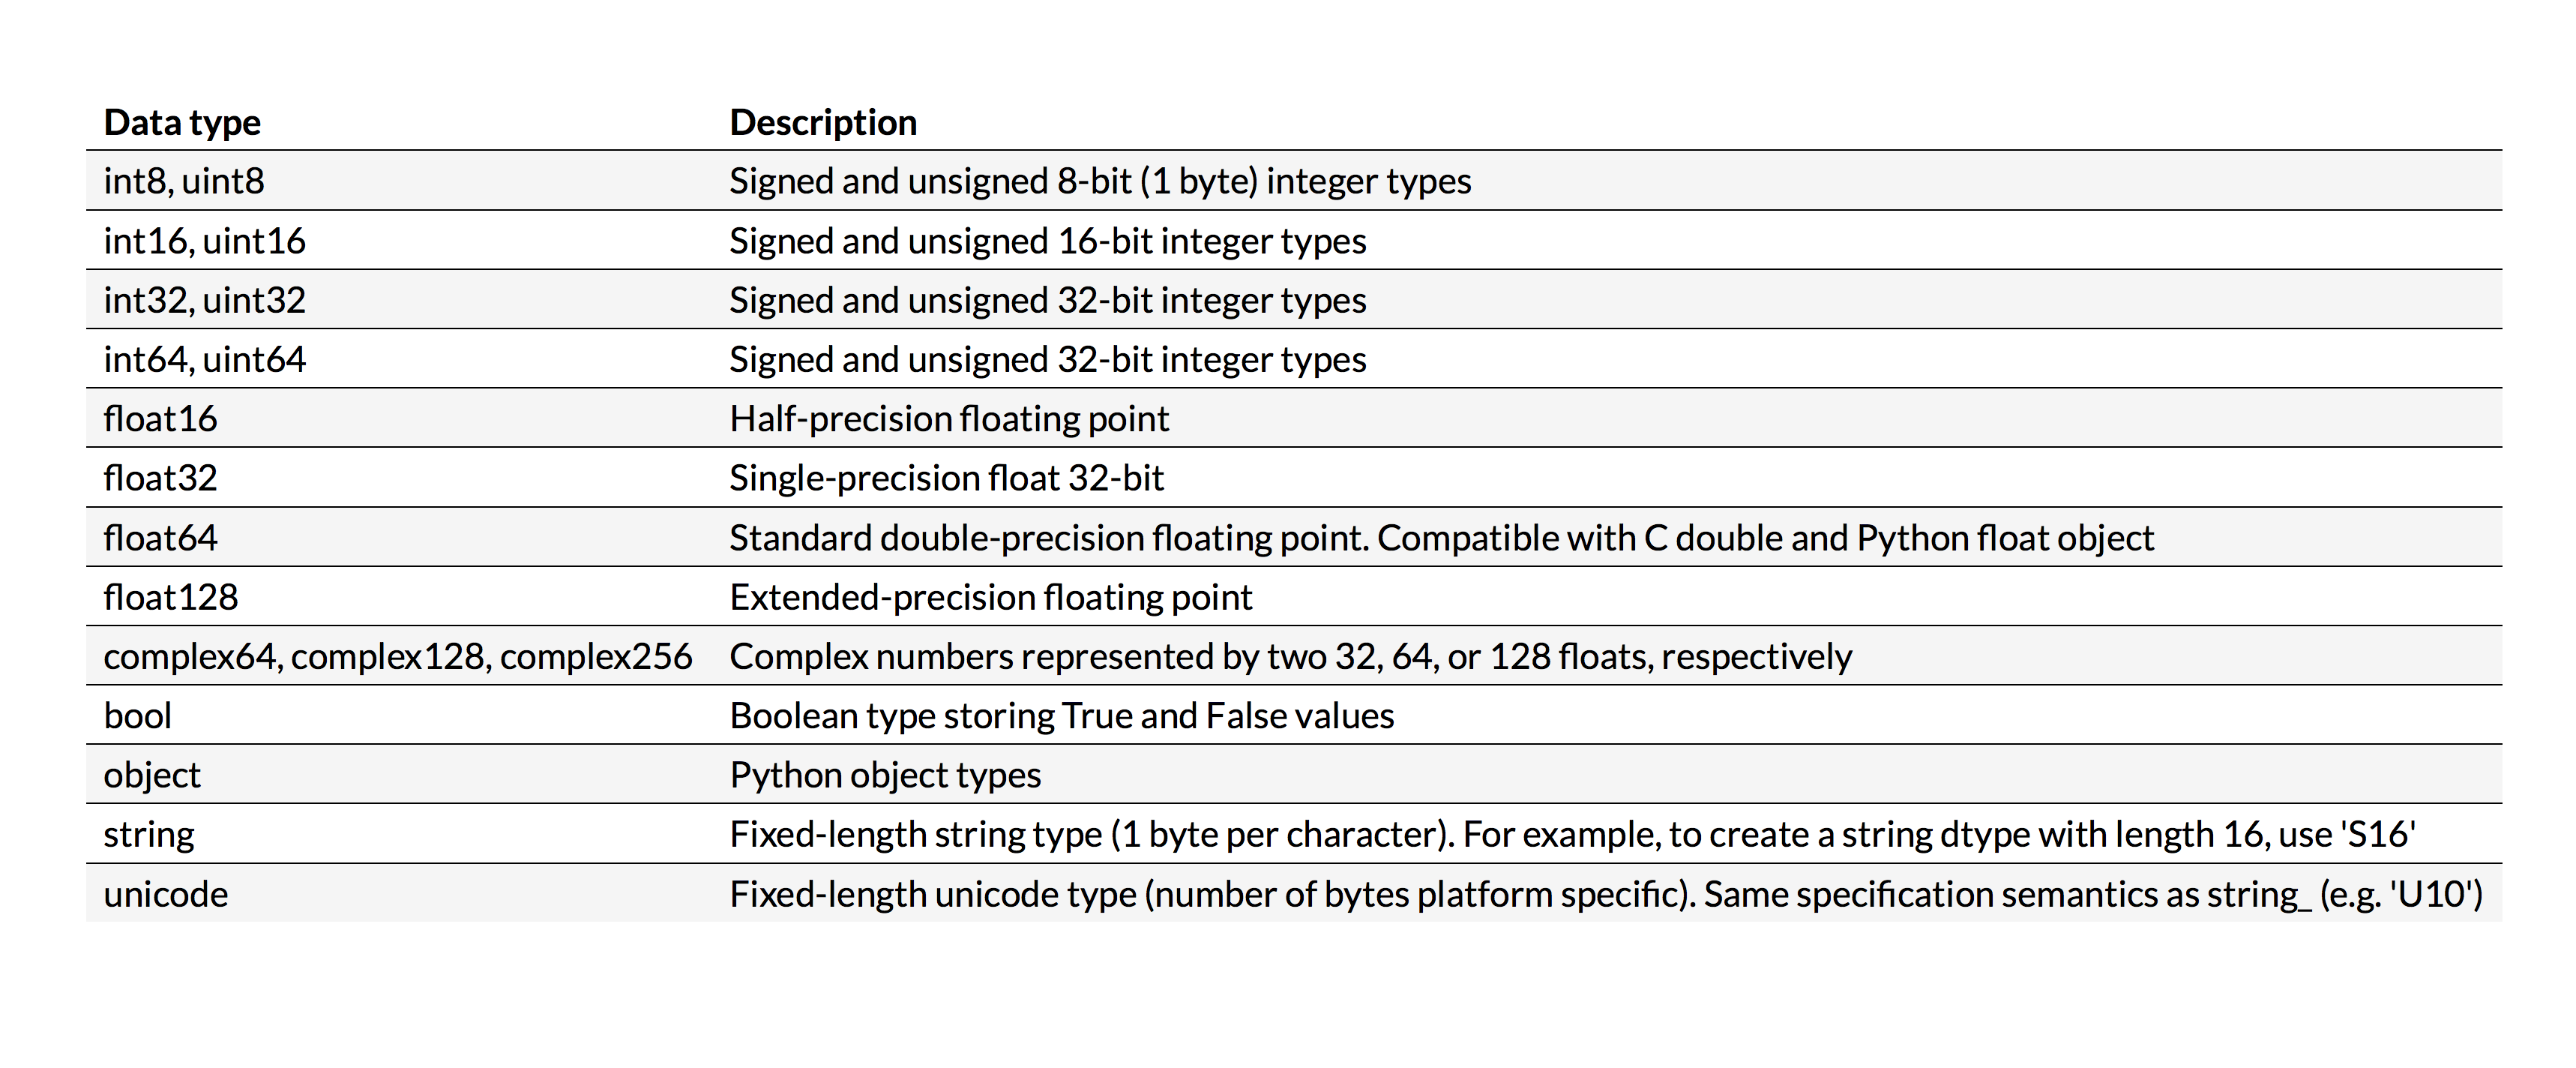 Data type Description
int8, uint8 Signed and unsigned 8-bit (1 byte) integer types
int16, uint16 Signed and unsigned 16-bit integer types
int32, uint32 Signed and unsigned 32-bit integer types
int64, uint64 Signed and unsigned 32-bit integer types
float16 Half-precision floating point
float32 Single-precision float 32-bit
float64 Standard double-precision floating point. Compatible with C double and Python float object
float128 Extended-precision floating point
complex64, complex128, complex256 Complex numbers represented by two 32, 64, or 128 floats, respectively
bool Boolean type storing True and False values
object Python object types
string Fixed-length string type (1 byte per character). For example, to create a string dtype with length 16, use 'S16'
unicode Fixed-length unicode type (number of bytes platform specific). Same specification semantics as string_ (e.g. 'U10')